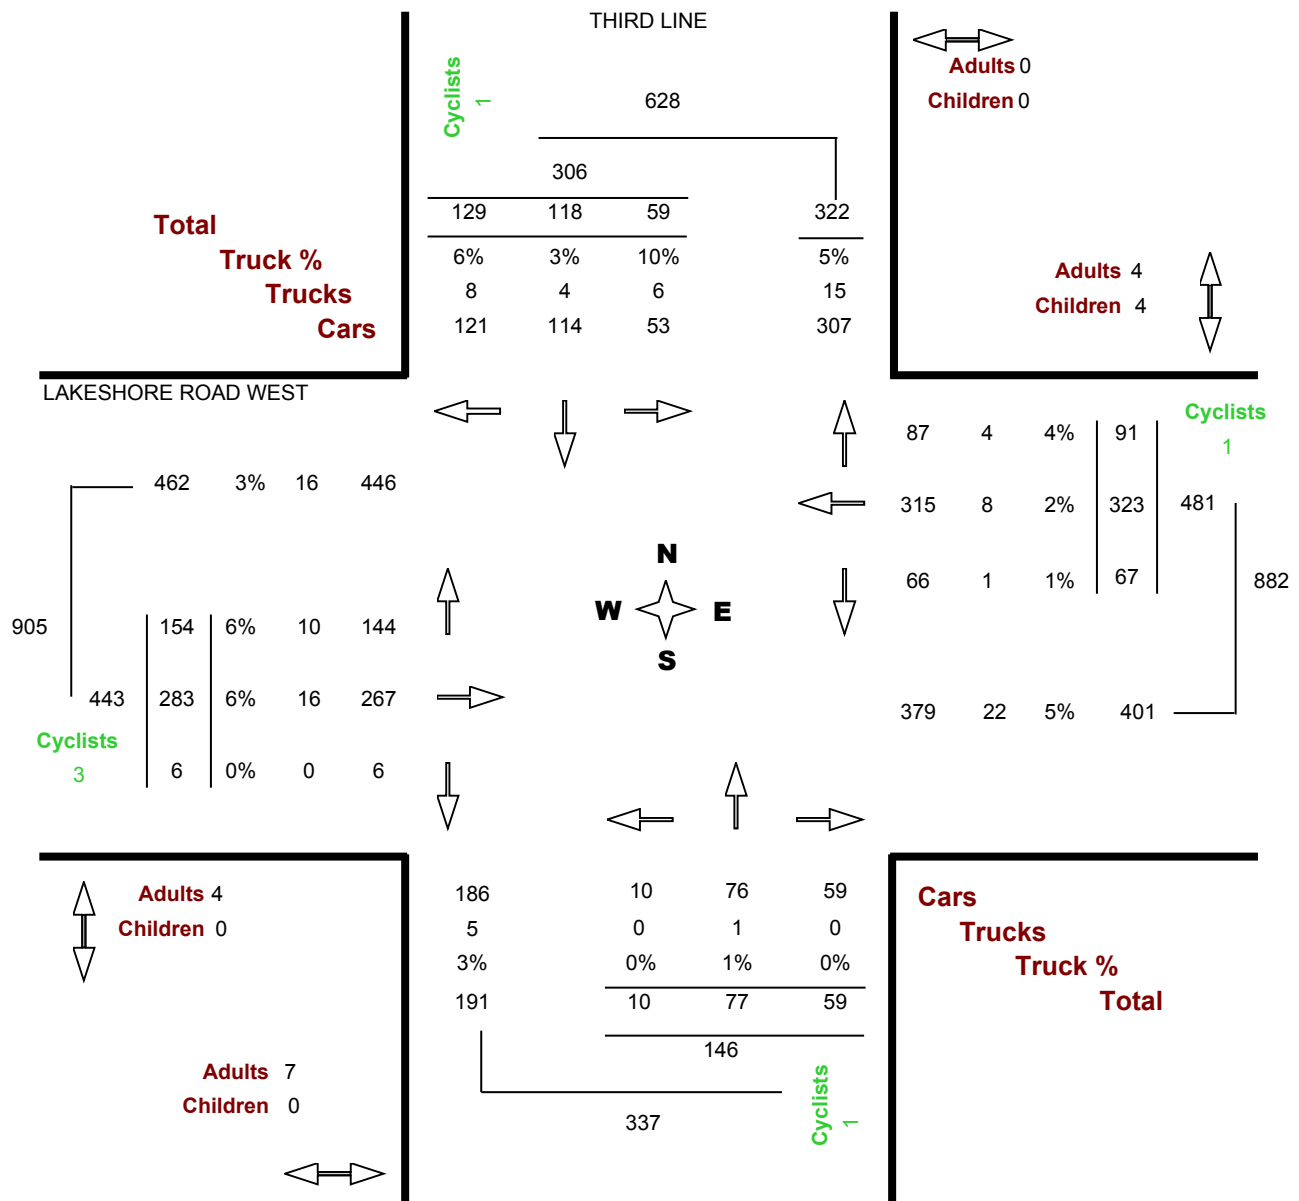 THIRD LINE
Cyclists
1
628
Adults 0
Children 0
306
129 118 59 322
Total
6% 3% 10% 5%
Truck %
8 4 6 15
Trucks
121 114 53 307
Cars
Adults 4
Children 4
LAKESHORE ROAD WEST
Cyclists
1
87 4 4% 91
462 3% 16 446
315 8 2% 323 481
N
66 1 1% 67 882
W E
S
905 154 6% 10 144
443 283 6% 16 267
379 22 5% 401
Cyclists
3
6 0% 0 6
Adults 4
Children 0
186 10 76 59
Cars
5 0 1 0
Trucks
3% 0% 1% 0%
Truck %
191 10 77 59
Total
146
Adults 7
Children 0
337
Cyclists
1